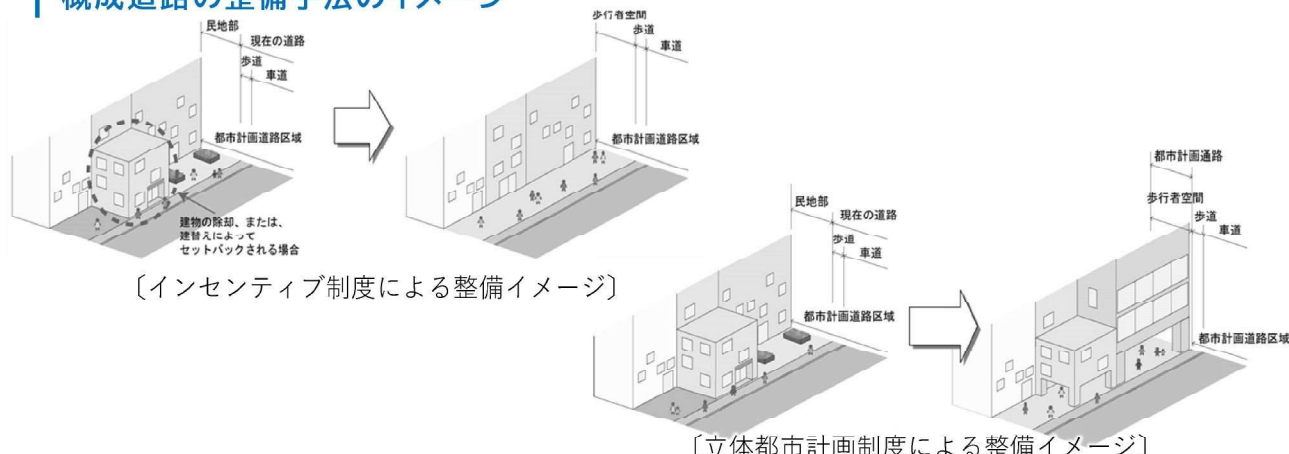 概成道路の整備手法のイメージ
民地部
現在の道路
歩道
車道
都市計画道路区域
建物の除却、または、
建替えによって
セットバックされる場合
歩行者空間
歩道
車道
都市計画道路区域
〔インセンティブ制度による整備イメージ〕
民地部
現在の道路
歩道
車道
都市計画道路区域
都市計画通路
歩行者空間
歩道
車道
都市計画道路区域
〔立体都市計画制度による整備イメージ〕